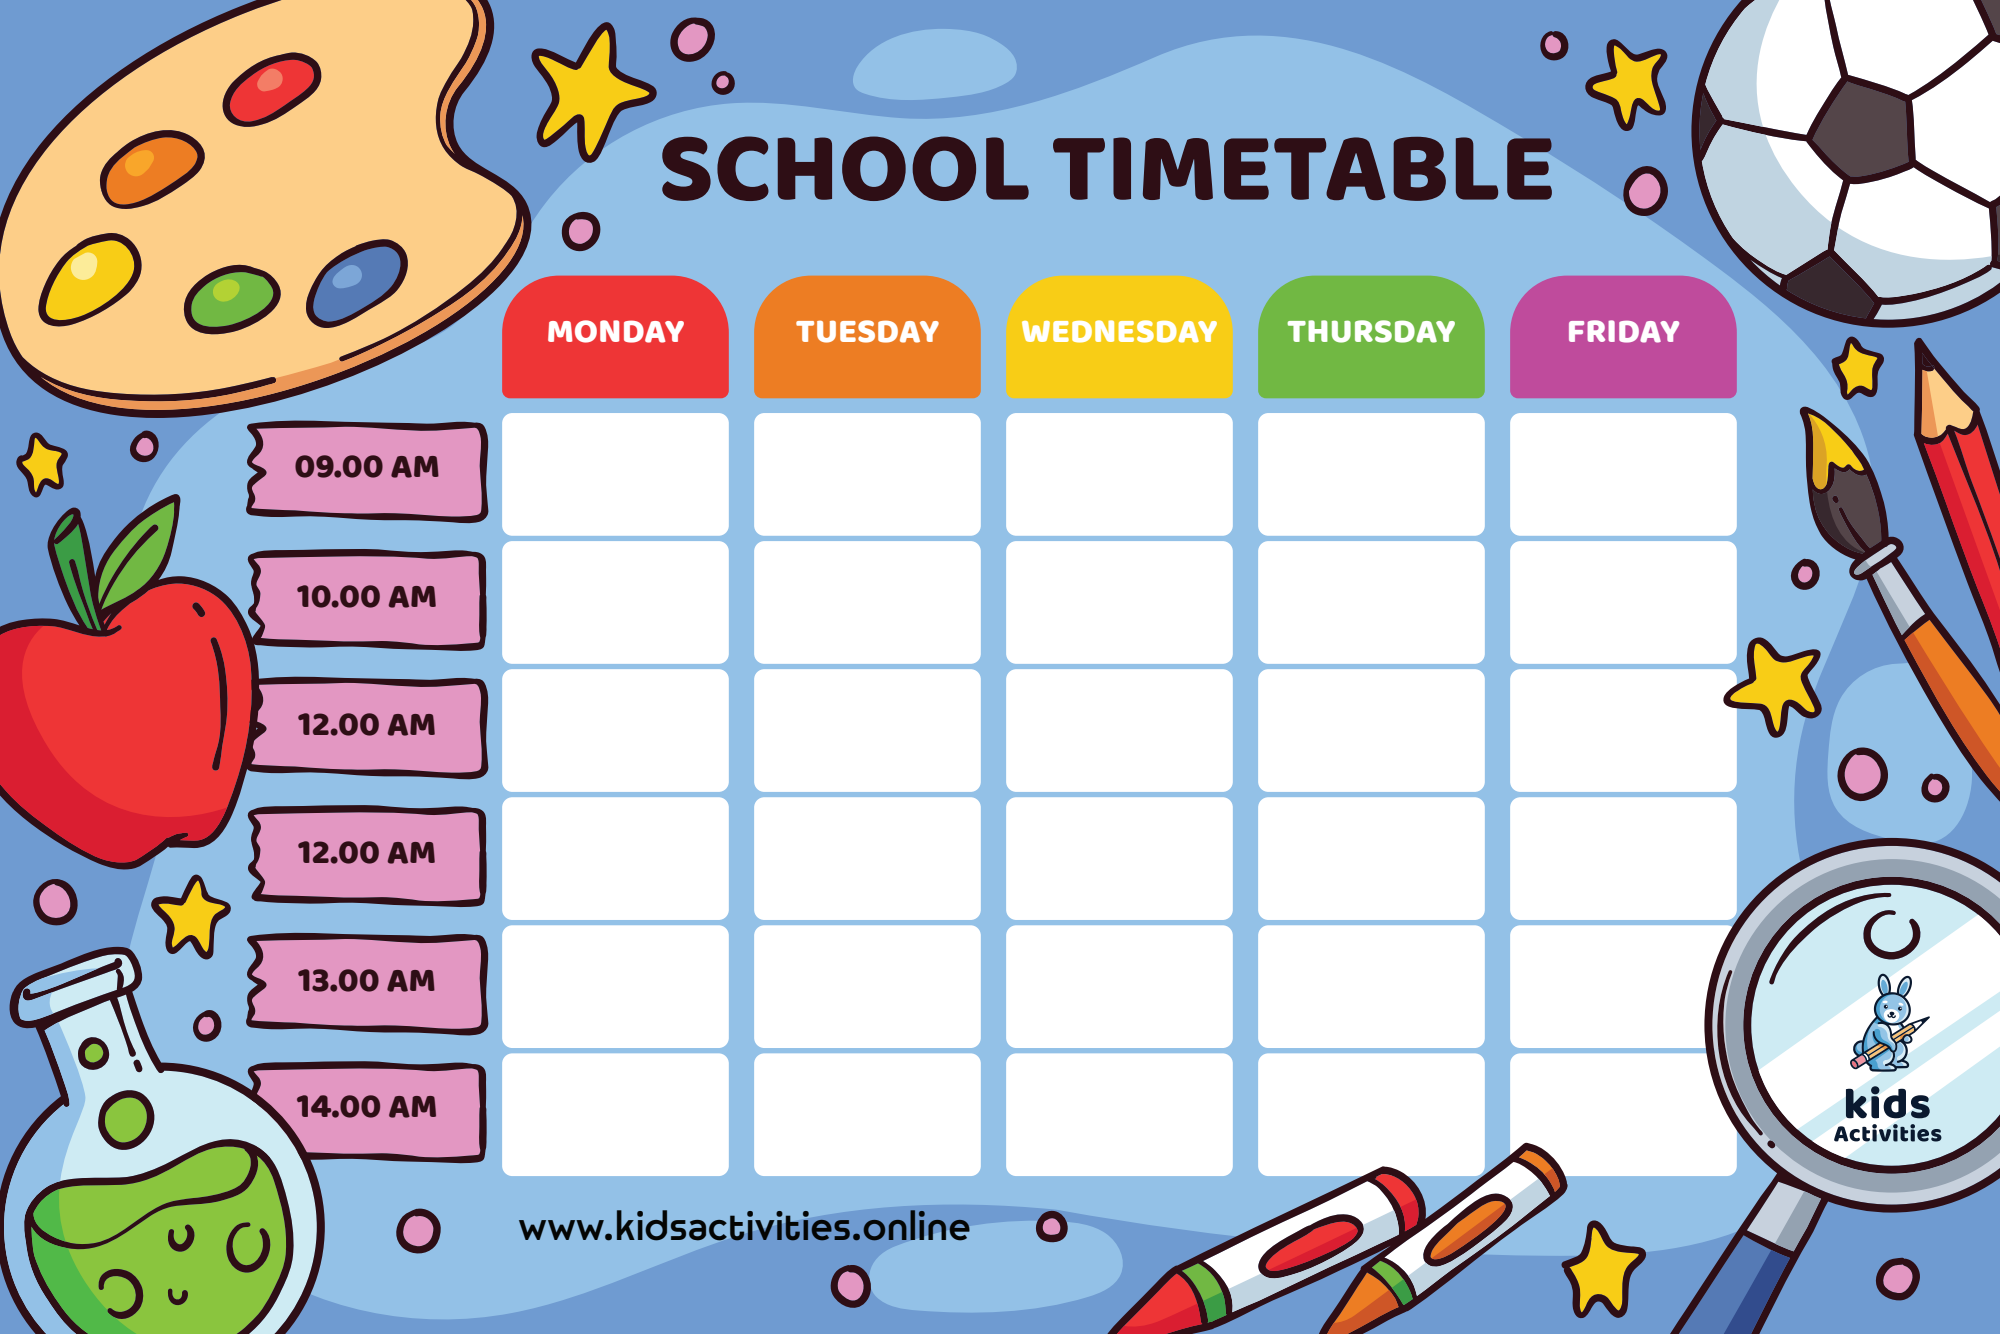 SCHOOL TIMETABLE
MONDAY TUESDAY WEDNESDAY THURSDAY FRIDAY
09.00 AM
10.00 AM
12.00 AM
12.00 AM
13.00 AM
14.00 AM
kids
Activities
www.kidsactivities.online